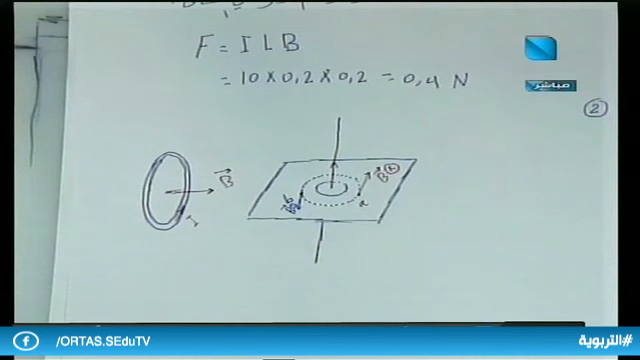 F = I L B
= 10 × 0,2 × 0,2 = 0,4 N
مباشر
2
B
I
B
a
b
/ORTAS.SEduTV
#التربوية